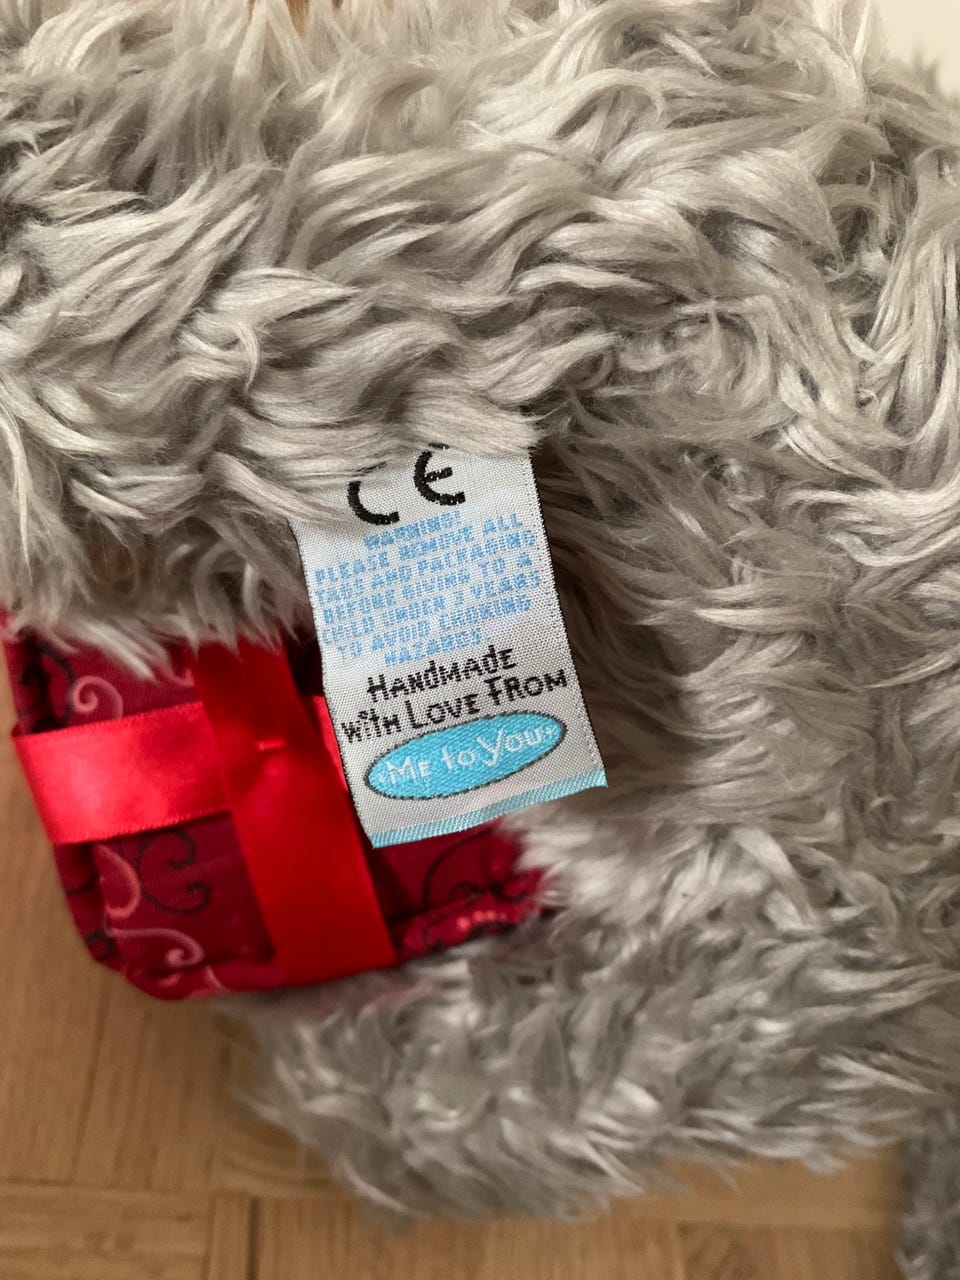 CE
WARNING!
PLEASE REMOVE ALL
TAGS AND PACKAGING
BEFORE GIVING TO A
CHILD UNDER 3 YEARS
TO AVOID CHOKING
HAZARDS.
HANdmAdE
witH LOVE FROM
ME to You